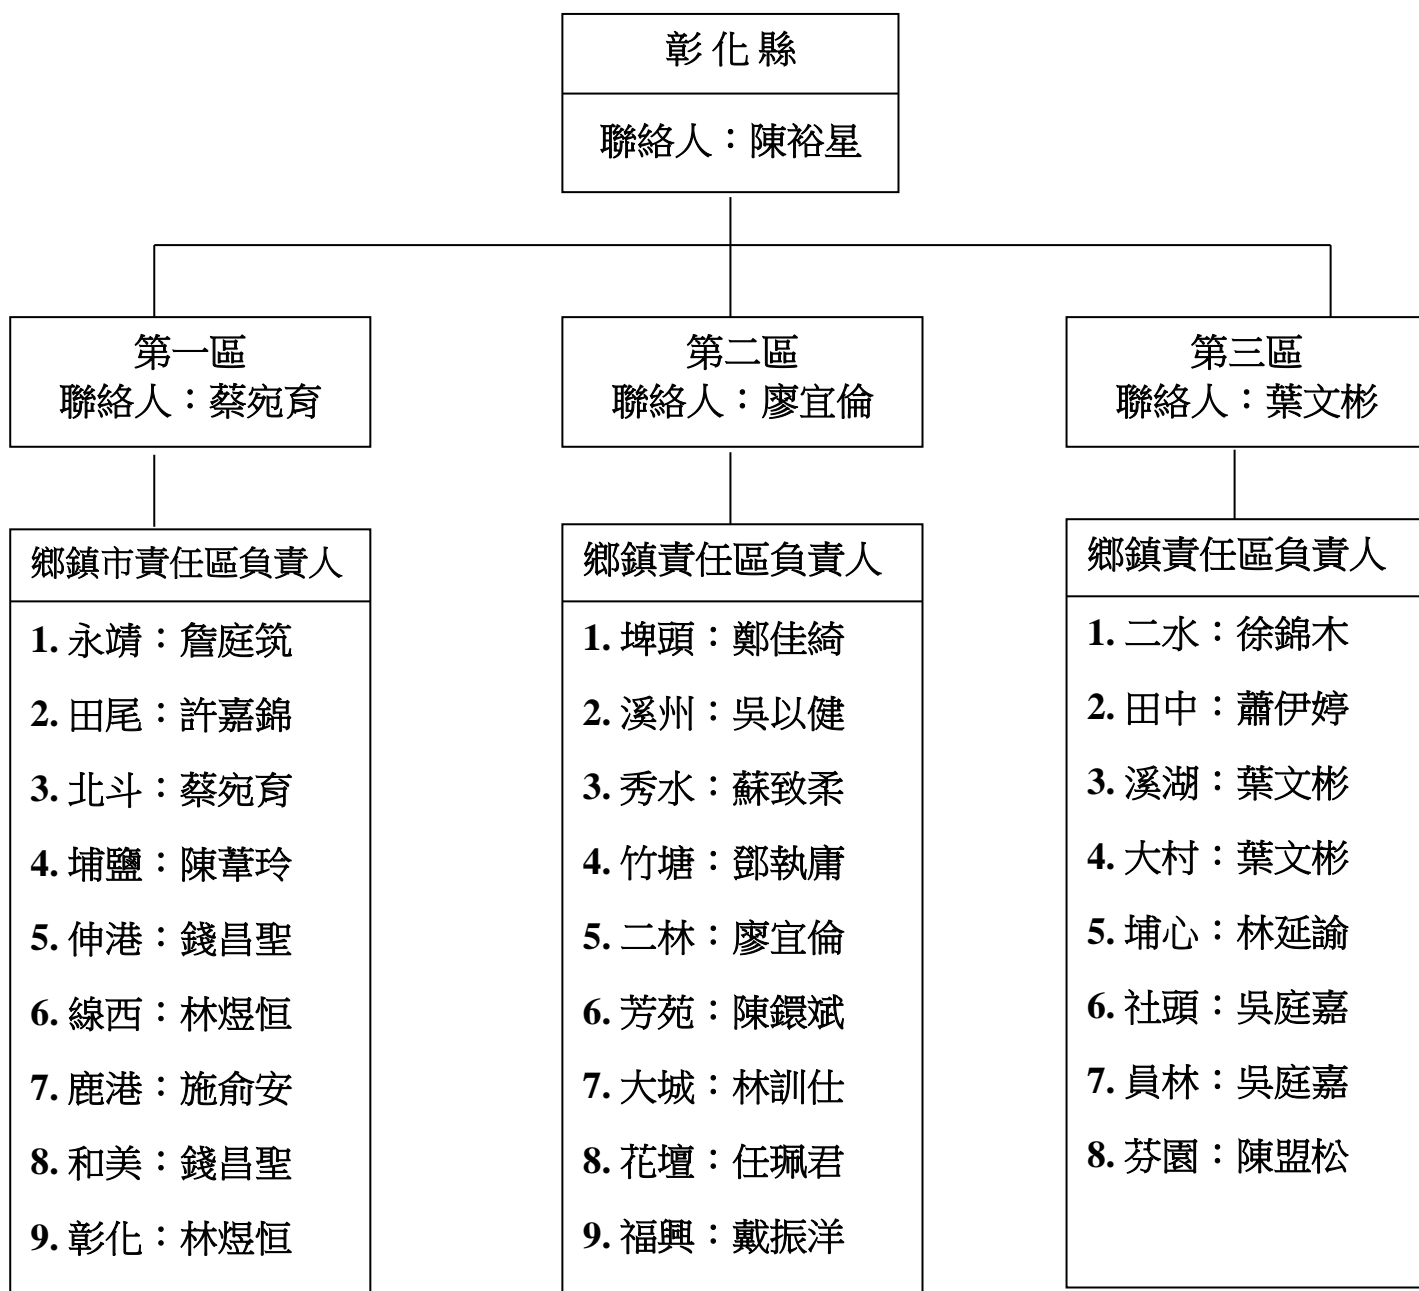 彰化縣
聯絡人：陳裕星
第一區
聯絡人：蔡宛育
第二區
聯絡人：廖宜倫
第三區
聯絡人：葉文彬
鄉鎮市責任區負責人
1. 永靖：詹庭筑
2. 田尾：許嘉錦
3. 北斗：蔡宛育
4. 埔鹽：陳葦玲
5. 伸港：錢昌聖
6. 線西：林煜恒
7. 鹿港：施俞安
8. 和美：錢昌聖
9. 彰化：林煜恒
鄉鎮責任區負責人
1. 埤頭：鄭佳綺
2. 溪州：吳以健
3. 秀水：蘇致柔
4. 竹塘：鄧執庸
5. 二林：廖宜倫
6. 芳苑：陳鐶斌
7. 大城：林訓仕
8. 花壇：任珮君
9. 福興：戴振洋
鄉鎮責任區負責人
1. 二水：徐錦木
2. 田中：蕭伊婷
3. 溪湖：葉文彬
4. 大村：葉文彬
5. 埔心：林延諭
6. 社頭：吳庭嘉
7. 員林：吳庭嘉
8. 芬園：陳盟松